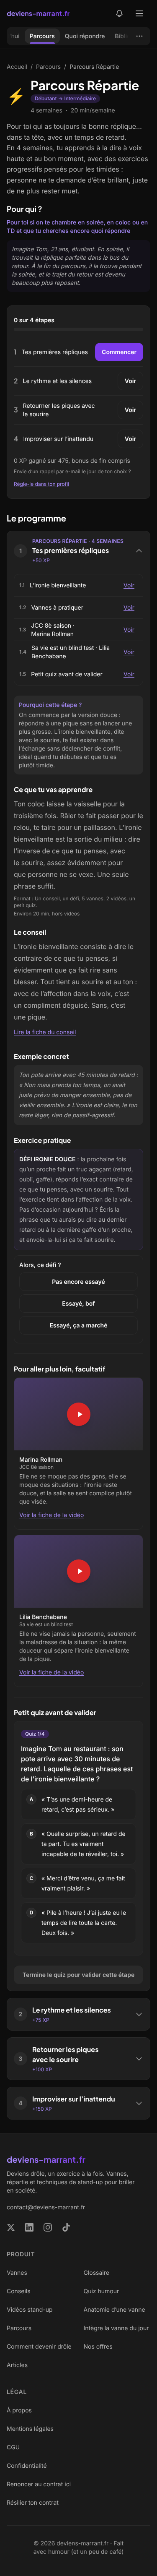 deviens-marrant.fr
Parcours
Quoi répondre
Accueil / Parcours / Parcours Répartie
Parcours Répartie
Débutant → Intermédiaire
4 semaines · 20 min/semaine
Pour toi qui as toujours la bonne réplique...
dans ta tête, avec un temps de retard.
En 4 semaines, avec des exercices
progressifs pensés pour les timides :
personne ne te demande d'être brillant, juste
de ne plus rester muet.
Pour qui ?
Pour toi si on te chambre en soirée, en coloc ou en
TD et que tu cherches encore quoi répondre
Imagine Tom, 21 ans, étudiant. En soirée, il
trouvait la réplique parfaite dans le bus du
retour. À la fin du parcours, il la trouve pendant
la soirée, et le trajet du retour est devenu
beaucoup plus reposant.
0 sur 4 étapes
1 Tes premières répliques
Commencer
2 Le rythme et les silences
Voir
3 Retourner les piques avec
le sourire
Voir
4 Improviser sur l'inattendu
Voir
0 XP gagné sur 475, bonus de fin compris
Envie d'un rappel par e-mail le jour de ton choix ?
Règle-le dans ton profil
Le programme
PARCOURS RÉPARTIE · 4 SEMAINES
1 Tes premières répliques
+50 XP
1.1 L'ironie bienveillante Voir
1.2 Vannes à pratiquer Voir
1.3 JCC 8è saison ·
Marina Rollman Voir
1.4 Sa vie est un bel test · Lilia
Benchabane Voir
1.5 Petit quiz avant de valider Voir
Pourquoi cette étape ?
On commence par la version douce :
répondre à une pique sans en lancer une
plus grosse. L'ironie bienveillante, dite
avec le sourire, te fait exister dans
l'échange sans déclencher de conflit,
idéal pour débuter quand on est du style
plutôt timide.
Ce que tu vas apprendre
Ton coloc laisse la vaisselle pour la
troisième fois. Râler te fait passer pour un
relou, te taire pour un paillasson. L'ironie
bienveillante, dans tout ça ? Elle te
permet de sourire au milieu : dire
l'inverse de ce que tu penses, avec
le sourire, assez évidemment pour
que personne ne se vexe. Une seule
phrase suffit.
Format : Un conseil, un défi, 5 vannes, 2 vidéos, un
petit quiz.
Environ 20 min, hors vidéos
Le conseil
L'ironie bienveillante consiste à dire le
contraire de ce que tu penses,
évidemment que ça fait rire sans
blesser. Tout tient au sourire et au ton :
avec de l'affection dans la voix, c'est
un compliment déguisé. Sans, c'est
une pique.
Lire la fiche du conseil
Exemple concret
Ton pote arrive avec 45 minutes de retard :
« Non mais prends ton temps, on avait
juste prévu de manger ensemble, pas de
vieillir ensemble. » L'ironie est claire, le ton
reste léger, rien de passif-agressif.
Exercice pratique
DÉFI IRONIE DOUCE : la prochaine fois
qu'un proche fait un truc agaçant (retard,
oubli, gaffe), réponds par l'exact contraire
de ce que tu penses, avec un sourire. Tout
l'exercice tient dans l'affection de la voix.
Pas d'occasion aujourd'hui ? Écris la
phrase que tu aurais pu dire au dernier
retard ou à la dernière gaffe d'un proche,
et envoie-la-lui si ça te fait sourire.
Alors, ce défi ?
Pas encore essayé
Essayé, bof
Essayé, ça a marché
Pour aller plus loin, facultatif
Marina Rollman
JCC 8è saison
Elle ne se moque pas des gens, elle se
moque des situations : l'ironie reste
douce, et la salle se sent complice plutôt
que visée.
Voir la fiche de la vidéo
Lilia Benchabane
Sa vie est un bel test
Elle ne vise jamais la personne, seulement
la maladresse de la situation : la même
douceur qui sépare l'ironie bienveillante
de la pique.
Voir la fiche de la vidéo
Petit quiz avant de valider
Quiz 1/4
Imagine Tom au restaurant : son
pote arrive avec 30 minutes de
retard. Laquelle de ces phrases est
de l'ironie bienveillante ?
A « T'as une demi-heure de
retard, c'est pas sérieux. »
B « Quelle surprise, un retard de
ta part. Tu es vraiment
incapable de te réveiller, toi. »
C « Merci d'être venu, ça me fait
vraiment plaisir. »
D « Pile à l'heure ! J'ai juste eu le
temps de lire toute la carte.
Deux fois. »
Termine le quiz pour valider cette étape
2 Le rythme et les silences
+75 XP
3 Retourner les piques
avec le sourire
+100 XP
4 Improviser sur l'inattendu
+150 XP
deviens-marrant.fr
Deviens drôle, un exercice à la fois. Vannes,
répartie et techniques de stand-up pour briller
en société.
contact@deviens-marrant.fr
PRODUIT
Vannes
Glossaire
Conseils
Quiz humour
Vidéos stand-up
Anatomie d'une vanne
Parcours
Intègre la vanne du jour
Comment devenir drôle
Nos offres
Articles
LÉGAL
À propos
Mentions légales
CGU
Confidentialité
Renoncer au contrat ici
Résilier ton contrat
© 2026 deviens-marrant.fr · Fait
avec humour (et un peu de café)